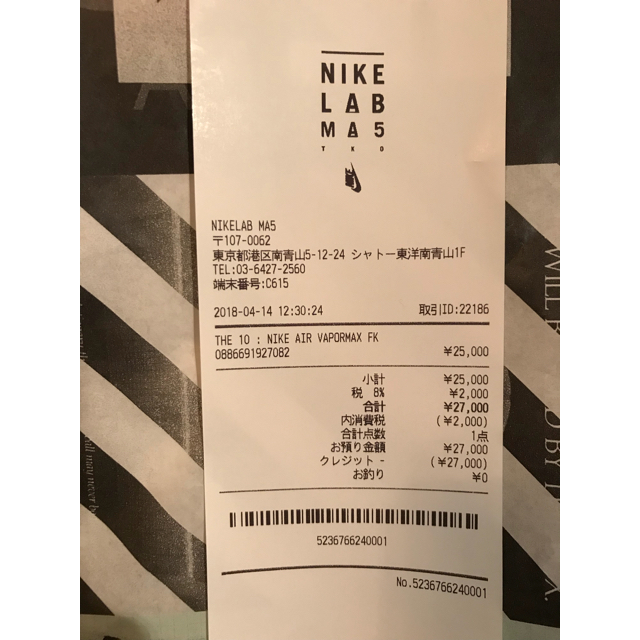 NIKE
LAB
MA5
TKO
NIKELAB MA5
〒107-0062
東京都港区南青山5-12-24 シャトー東洋南青山1F
TEL:03-6427-2560
端末番号:C615
2018-04-14 12:30:24 取引ID:22186
THE 10 : NIKE AIR VAPORMAX FK
0886691927082 ¥25,000
小計 ¥25,000
税 8% ¥2,000
合計 ¥27,000
内消費税 (¥2,000)
合計点数 1点
お預り金額 ¥27,000
クレジット - (¥27,000)
お釣り ¥0
5236766240001
No.5236766240001
WILL
BY
may never